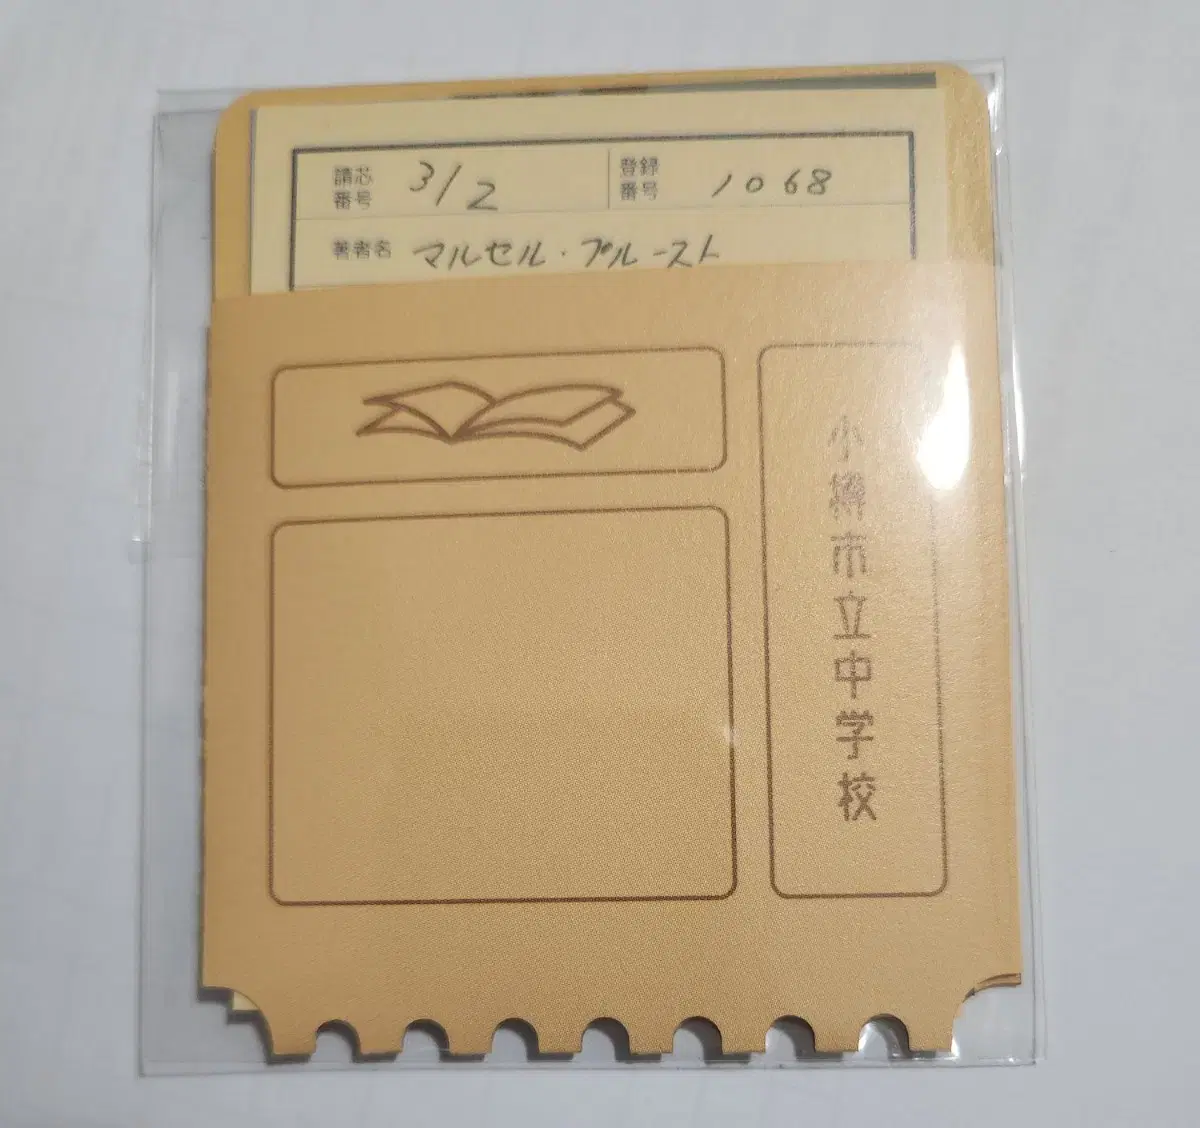 請芯番号 3/2
登録番号 1068
著者名 マルセル・プルースト
小樽市立中学校